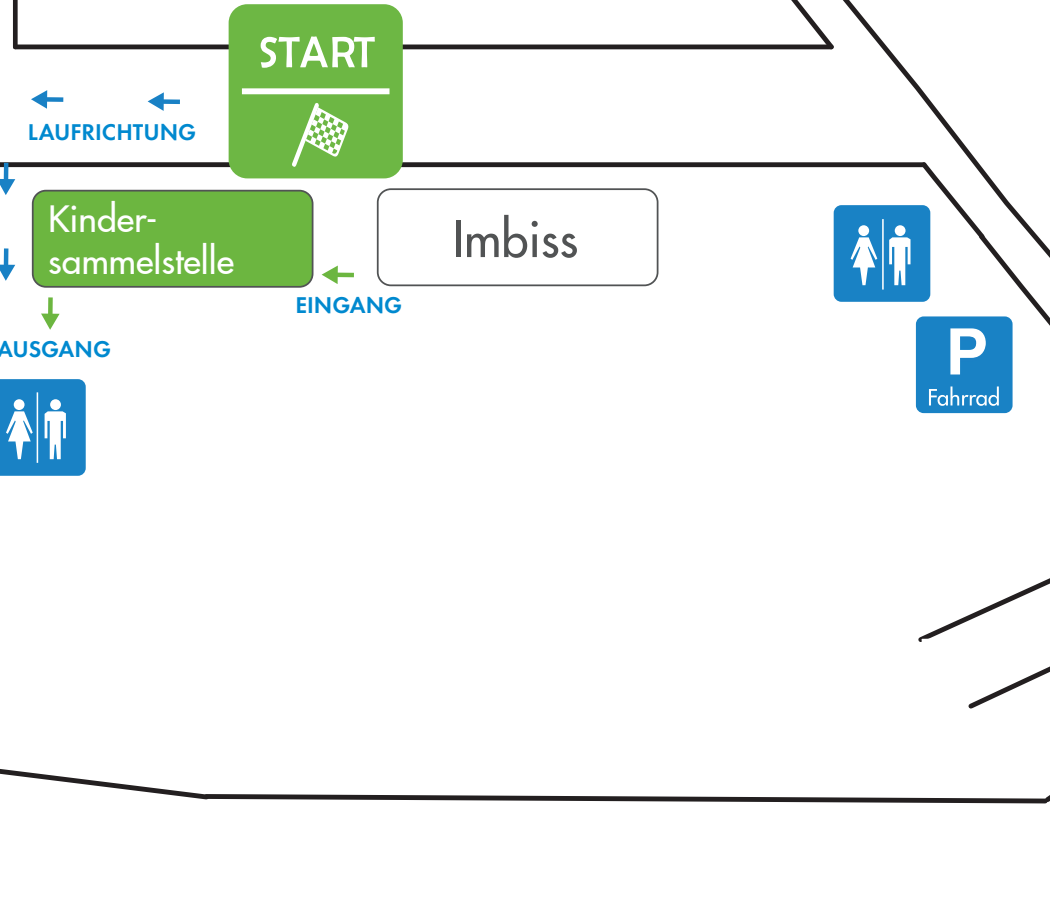 START
LAUFRICHTUNG
Kinder-
sammelstelle
Imbiss
EINGANG
AUSGANG
P
Fahrrad